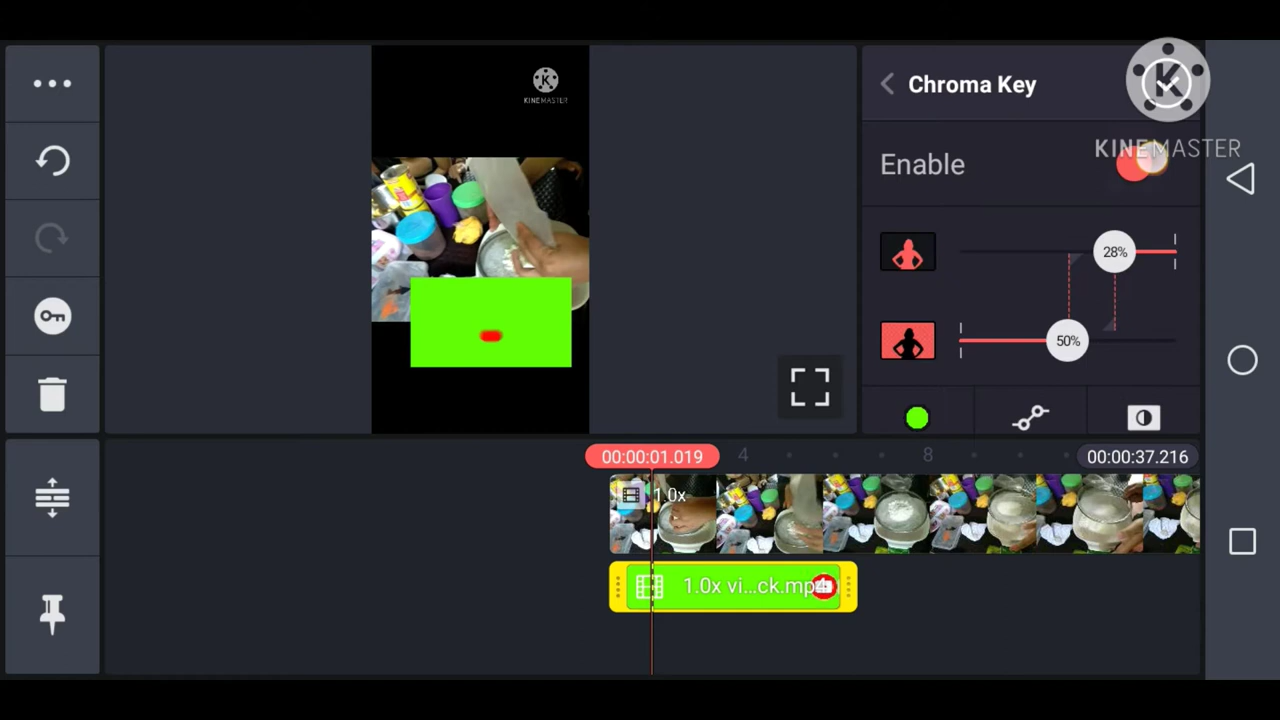 K
KINEMASTER
Chroma Key
KINEMASTER
Enable
28%
50%
00:00:01.019
4
8
00:00:37.216
1.0x
1.0x vi...ck.mp4